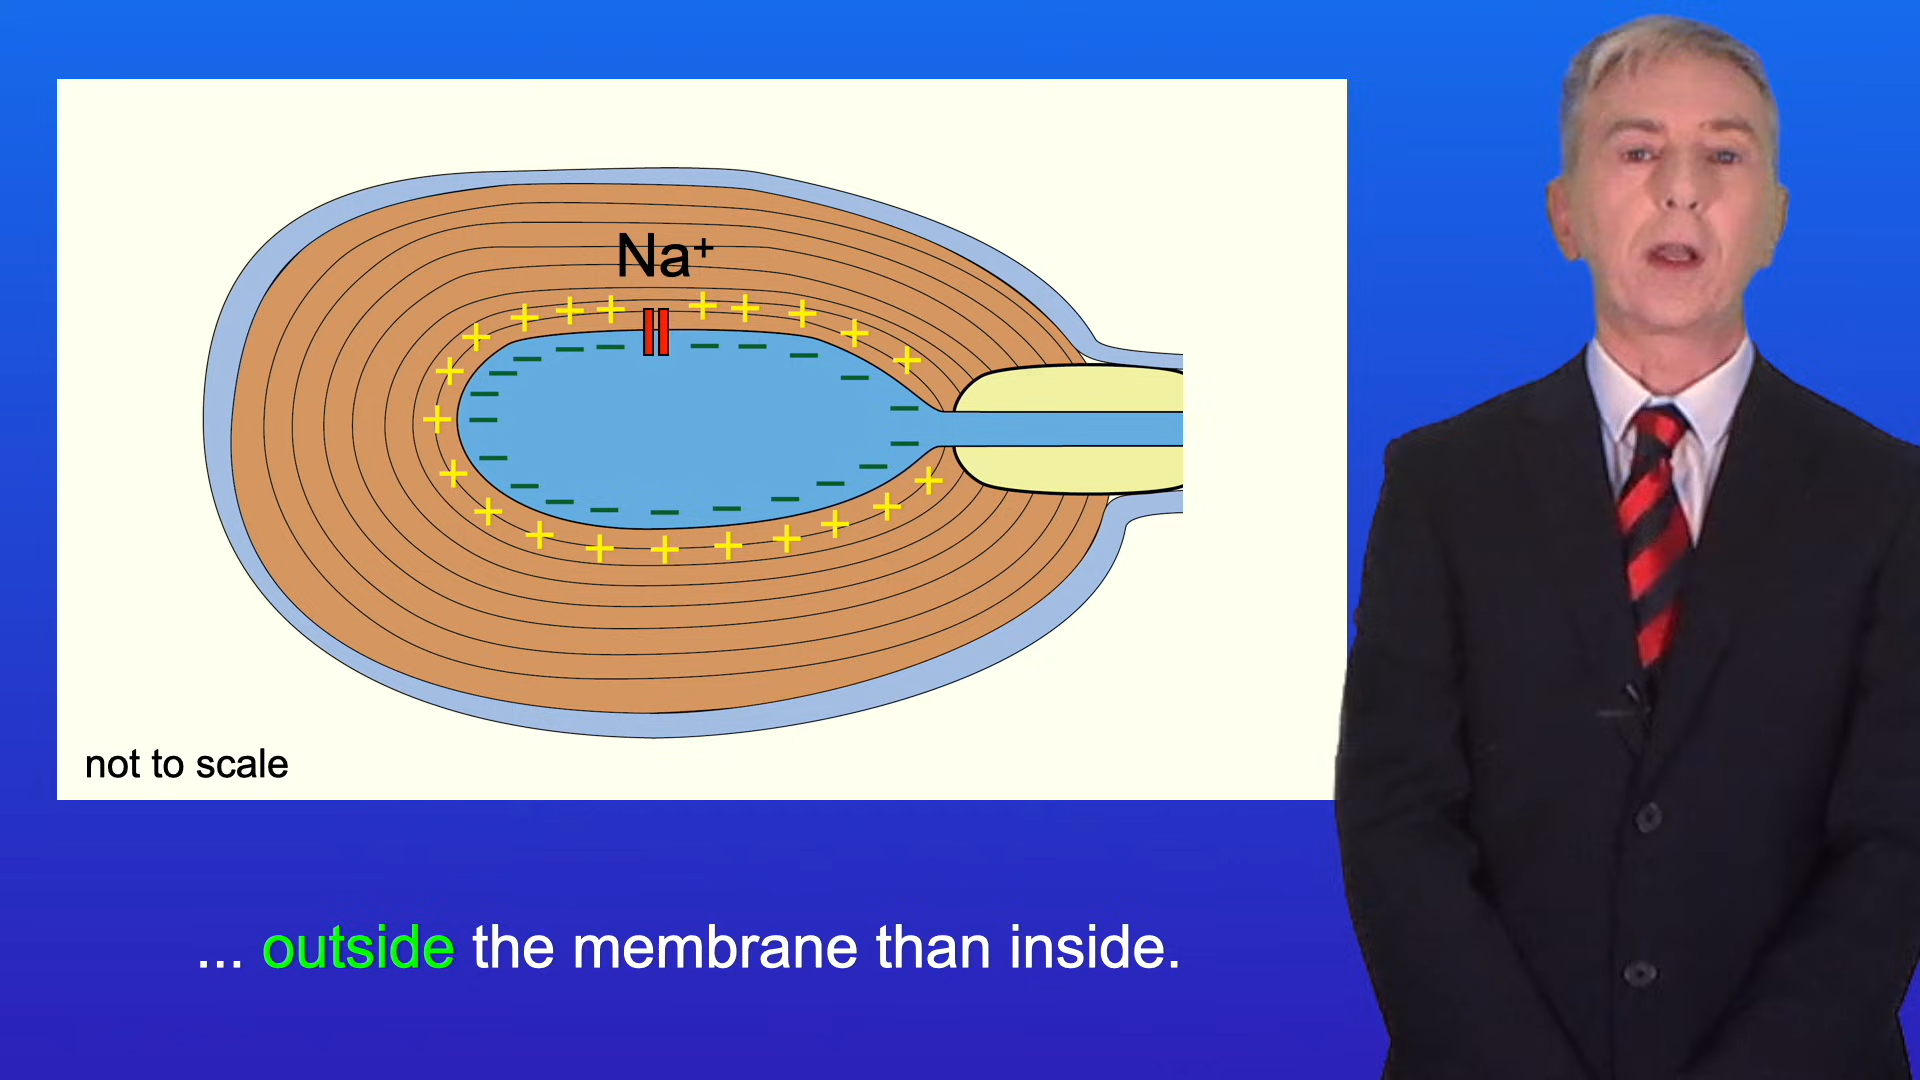 Na⁺
not to scale
... outside the membrane than inside.